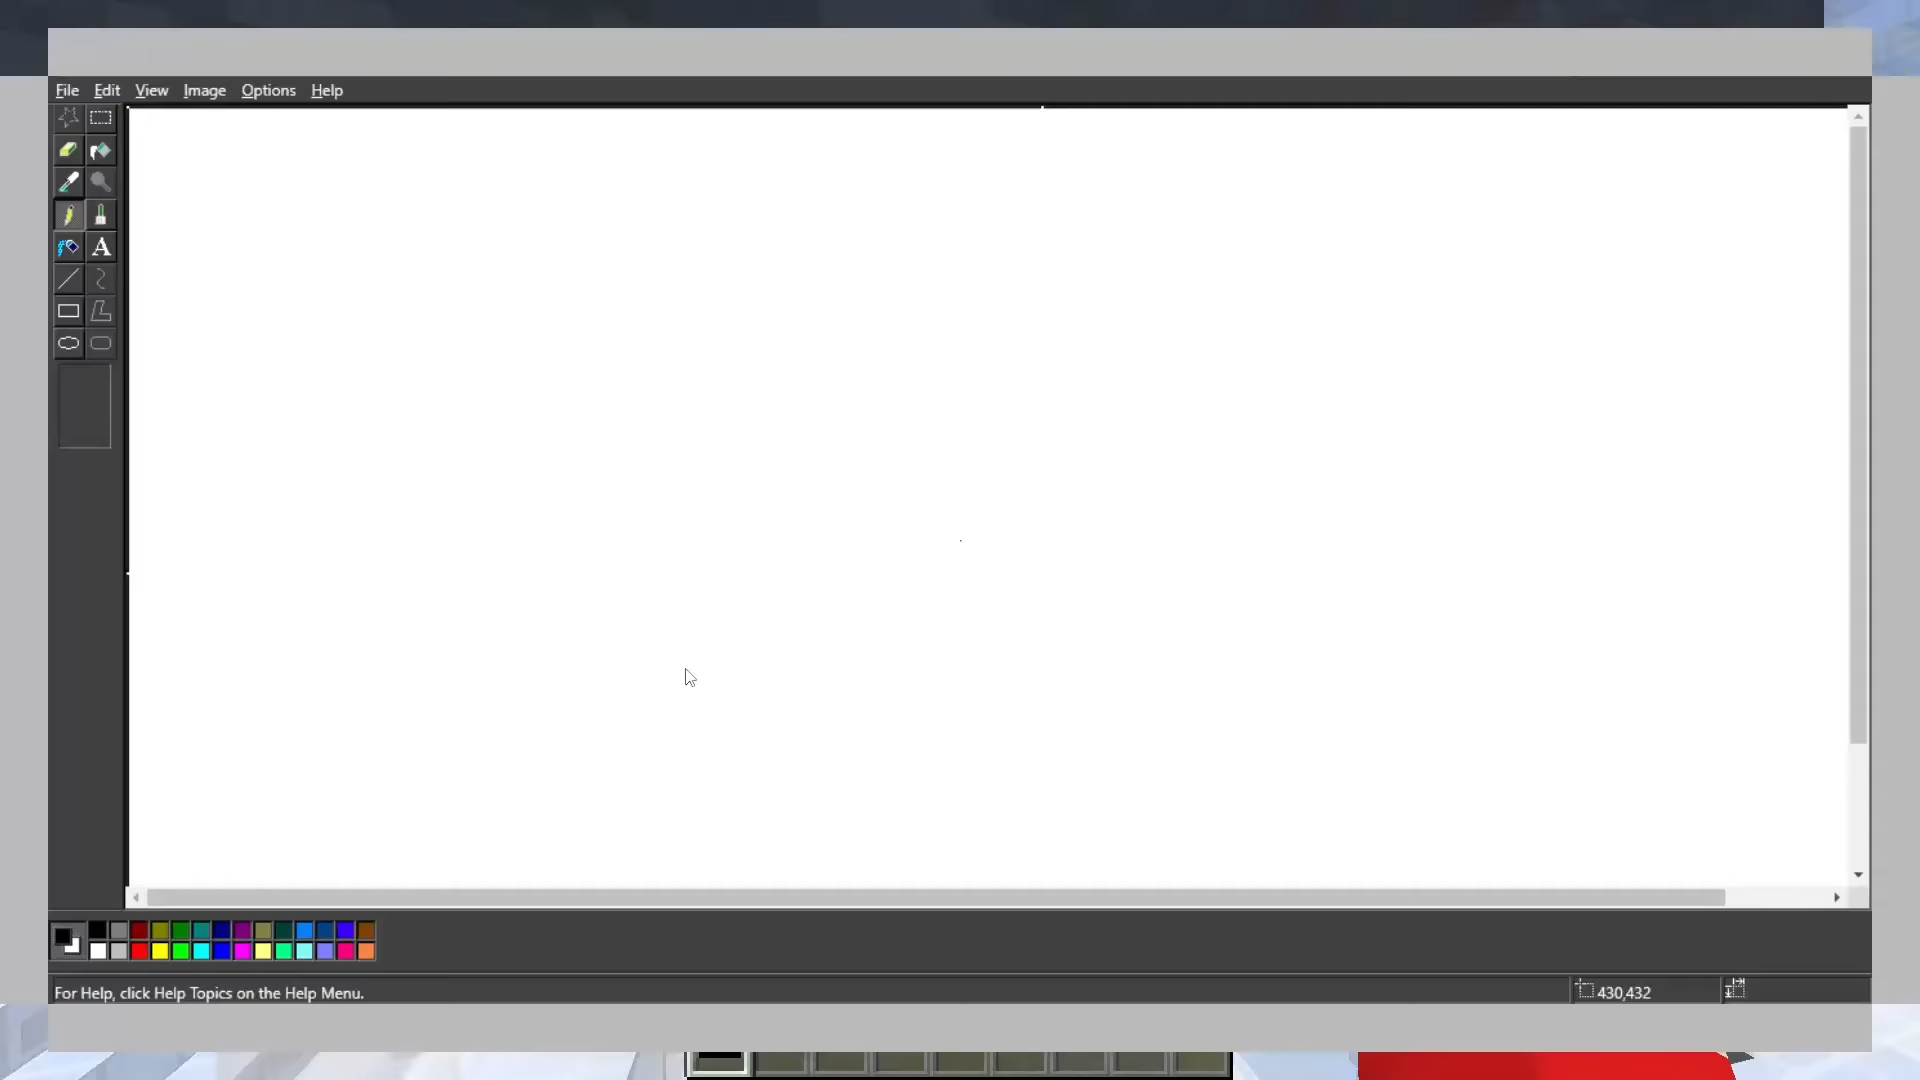 File Edit View Image Options Help
A
For Help, click Help Topics on the Help Menu.
430,432